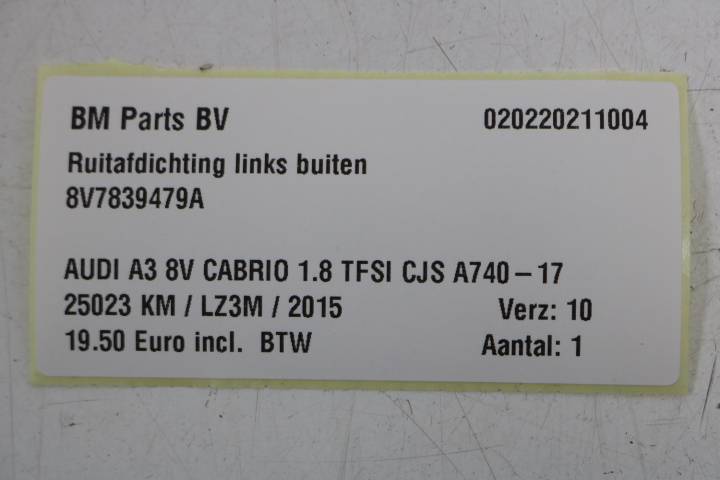 BM Parts BV 020220211004
Ruitafdichting links buiten
8V7839479A
AUDI A3 8V CABRIO 1.8 TFSI CJS A740-17
25023 KM / LZ3M / 2015 Verz: 10
19.50 Euro incl. BTW Aantal: 1